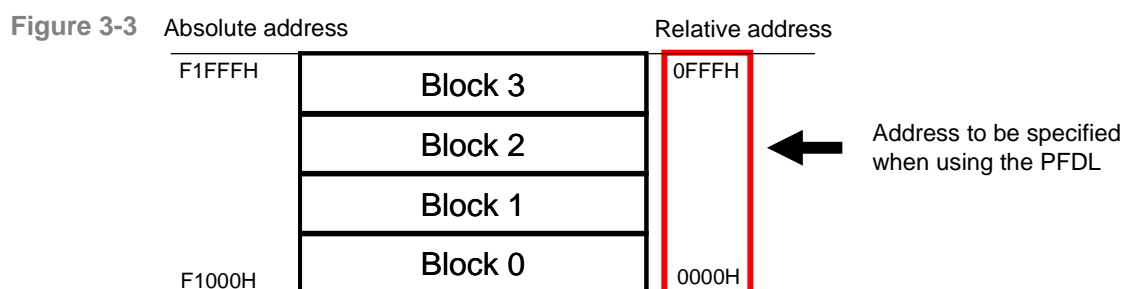 Figure 3-3 Absolute address Relative address
F1FFFH Block 3 0FFFH
Block 2 Address to be specified
when using the PFDL
Block 1
Block 0
F1000H 0000H